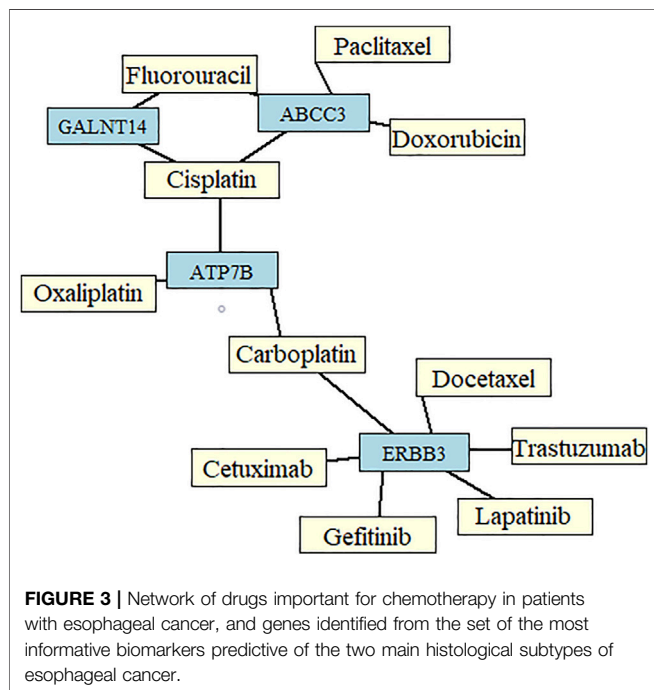 Paclitaxel
Fluorouracil
ABCC3
GALNT14
Doxorubicin
Cisplatin
ATP7B
Oxaliplatin
Carboplatin
Docetaxel
Trastuzumab
ERBB3
Cetuximab
Lapatinib
Gefitinib
FIGURE 3 | Network of drugs important for chemotherapy in patients
with esophageal cancer, and genes identified from the set of the most
informative biomarkers predictive of the two main histological subtypes of
esophageal cancer.